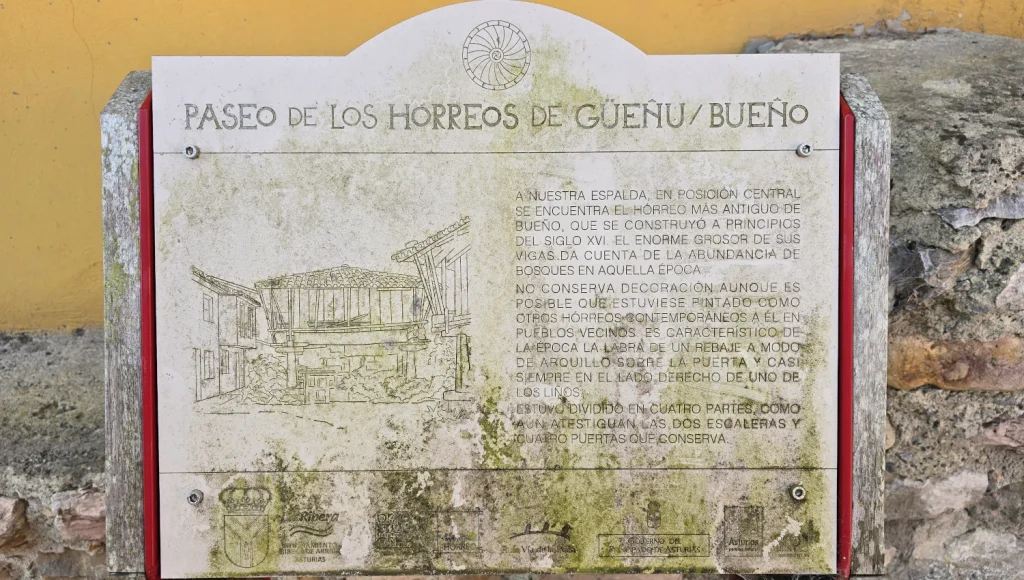 PASEO DE LOS HÓRREOS DE GÜEÑU/BUEÑO
A NUESTRA ESPALDA, EN POSICIÓN CENTRAL
SE ENCUENTRA EL HÓRREO MÁS ANTIGUO DE
BUEÑO, QUE SE CONSTRUYÓ A PRINCIPIOS
DEL SIGLO XVI. EL ENORME GROSOR DE SUS
VIGAS DA CUENTA DE LA ABUNDANCIA DE
BOSQUES EN AQUELLA ÉPOCA.
NO CONSERVA DECORACIÓN AUNQUE ES
POSIBLE QUE ESTUVIESE PINTADO COMO
OTROS HÓRREOS CONTEMPORÁNEOS A ÉL EN
PUEBLOS VECINOS. ES CARACTERÍSTICO DE
LA ÉPOCA LA LABRA DE UN REBAJE A MODO
DE ARQUILLO SOBRE LA PUERTA Y CASI
SIEMPRE EN EL LADO DERECHO DE UNO DE
LOS LIÑOS.
ESTUVO DIVIDIDO EN CUATRO PARTES, COMO
AÚN ATESTIGUAN LAS DOS ESCALERAS Y
CUATRO PUERTAS QUE CONSERVA.
La Ribera
ASTURIAS
GOBIERNO DEL
PRINCIPADO DE ASTURIAS
Asturias